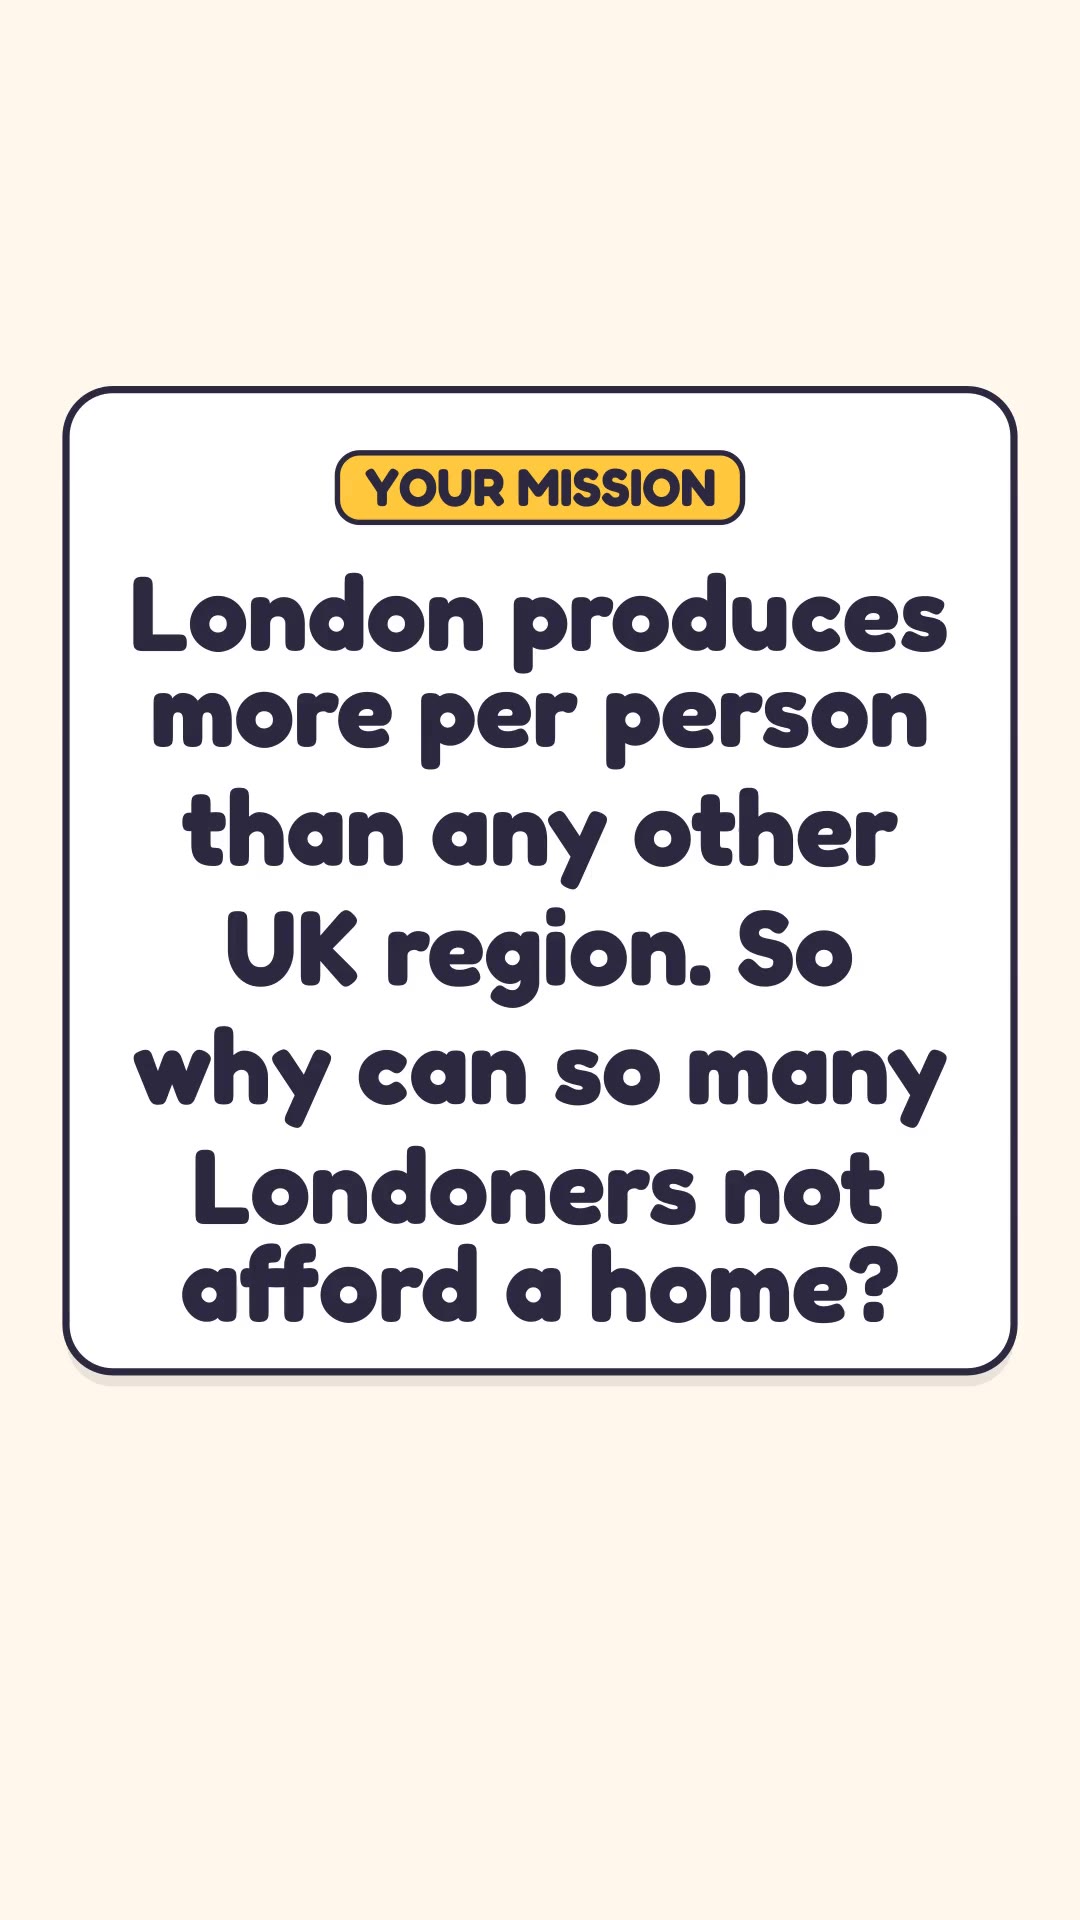 YOUR MISSION
London produces
more per person
than any other
UK region. So
why can so many
Londoners not
afford a home?